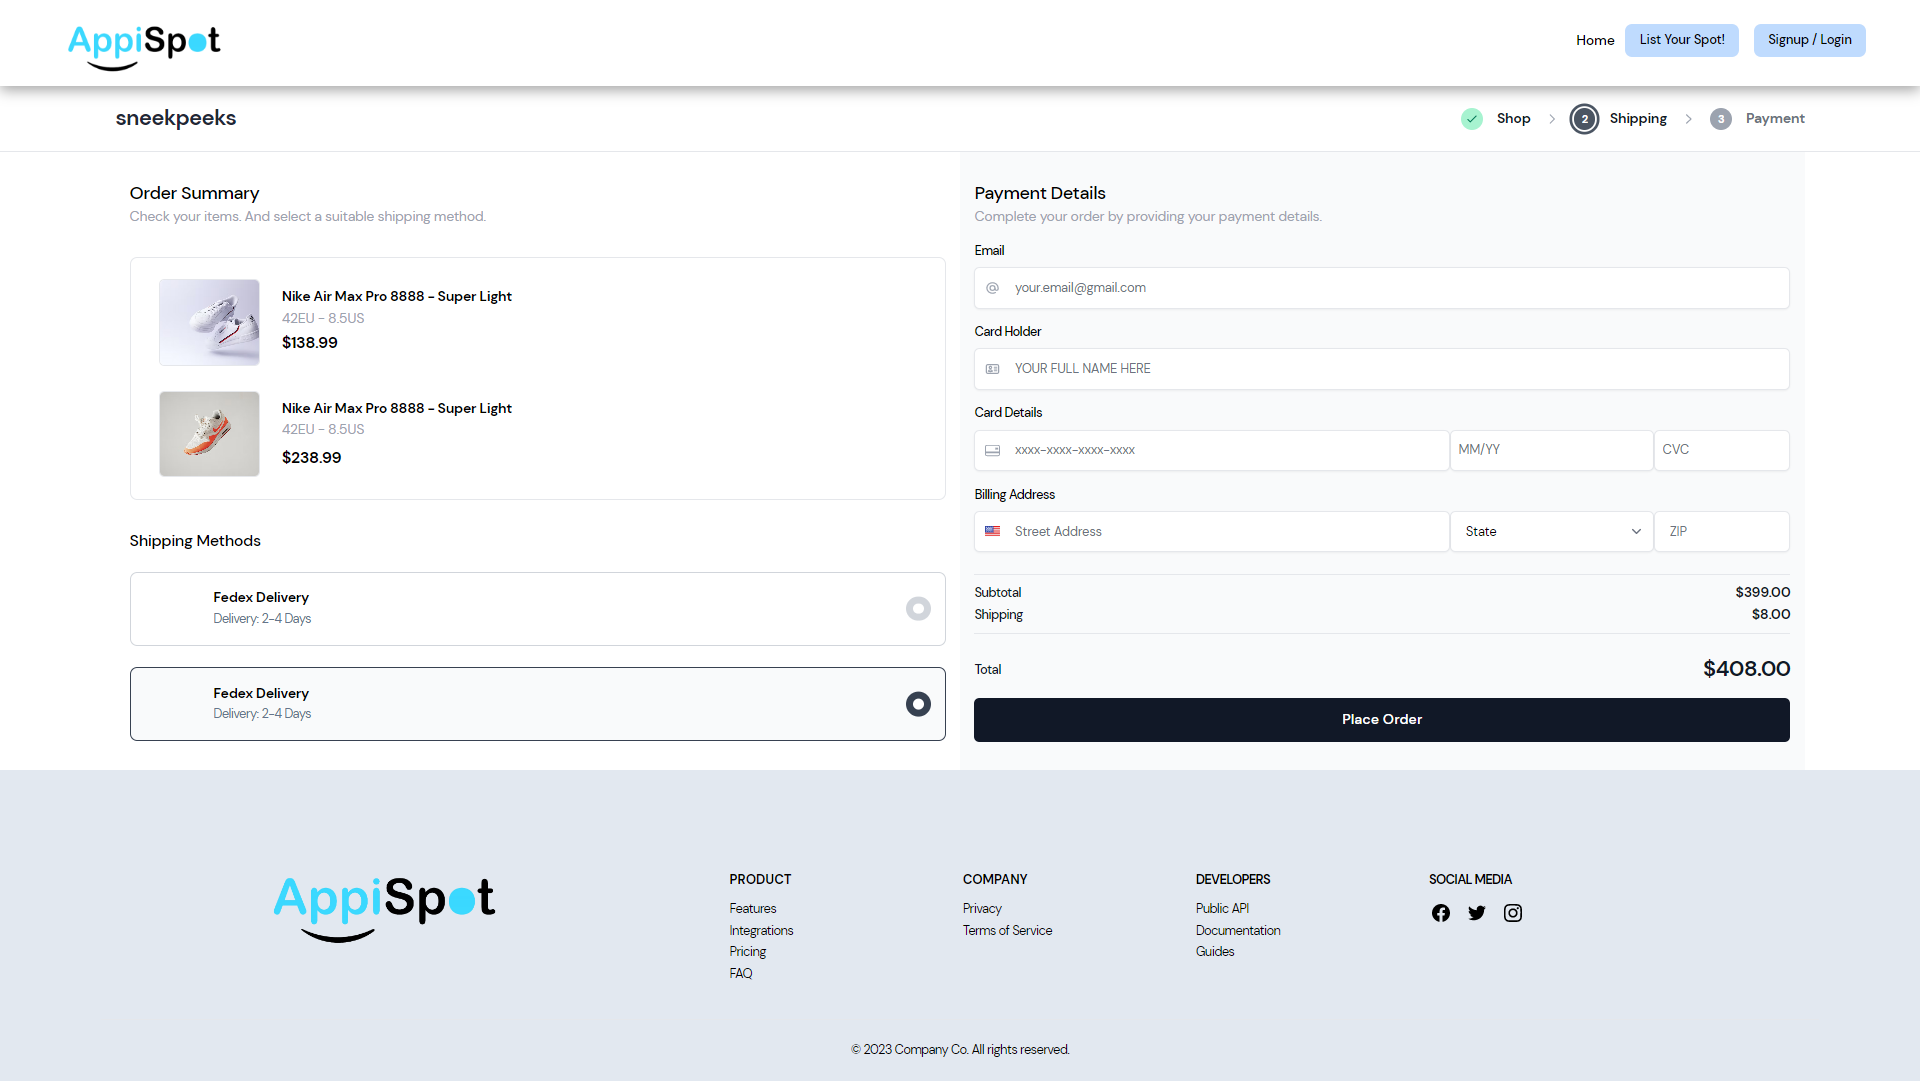 AppiSpot
Home
List Your Spot!
Signup / Login
sneekpeeks
Shop
2
Shipping
3
Payment
Order Summary
Check your items. And select a suitable shipping method.
Nike Air Max Pro 8888 - Super Light
42EU - 8.5US
$138.99
Nike Air Max Pro 8888 - Super Light
42EU - 8.5US
$238.99
Shipping Methods
Fedex Delivery
Delivery: 2-4 Days
Fedex Delivery
Delivery: 2-4 Days
Payment Details
Complete your order by providing your payment details.
Email
your.email@gmail.com
Card Holder
YOUR FULL NAME HERE
Card Details
xxxx-xxxx-xxxx-xxxx
MM/YY
CVC
Billing Address
Street Address
State
ZIP
Subtotal
$399.00
Shipping
$8.00
Total
$408.00
Place Order
AppiSpot
PRODUCT
Features
Integrations
Pricing
FAQ
COMPANY
Privacy
Terms of Service
DEVELOPERS
Public API
Documentation
Guides
SOCIAL MEDIA
© 2023 Company Co. All rights reserved.